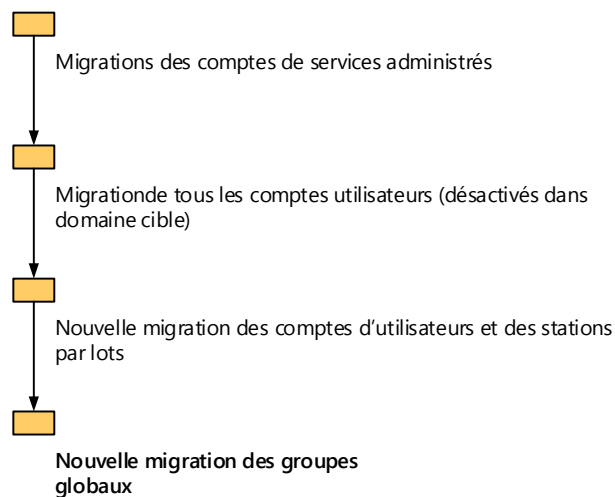 Migrations des comptes de services administrés
Migrationde tous les comptes utilisateurs (désactivés dans
domaine cible)
Nouvelle migration des comptes d’utilisateurs et des stations
par lots
Nouvelle migration des groupes
globaux